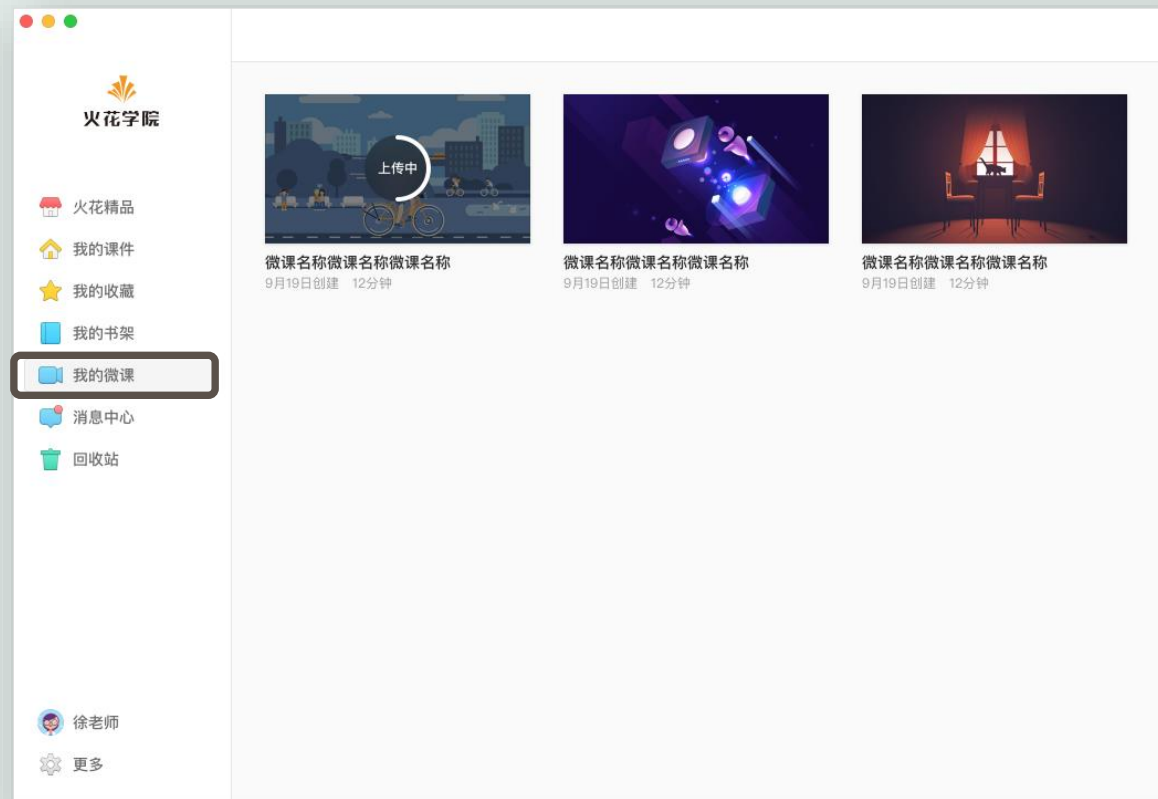 火花学院
火花精品
我的课件
我的收藏
我的书架
我的微课
消息中心
回收站
徐老师
更多
上传中
微课名称微课名称微课名称
9月19日创建 12分钟
微课名称微课名称微课名称
9月19日创建 12分钟
微课名称微课名称微课名称
9月19日创建 12分钟